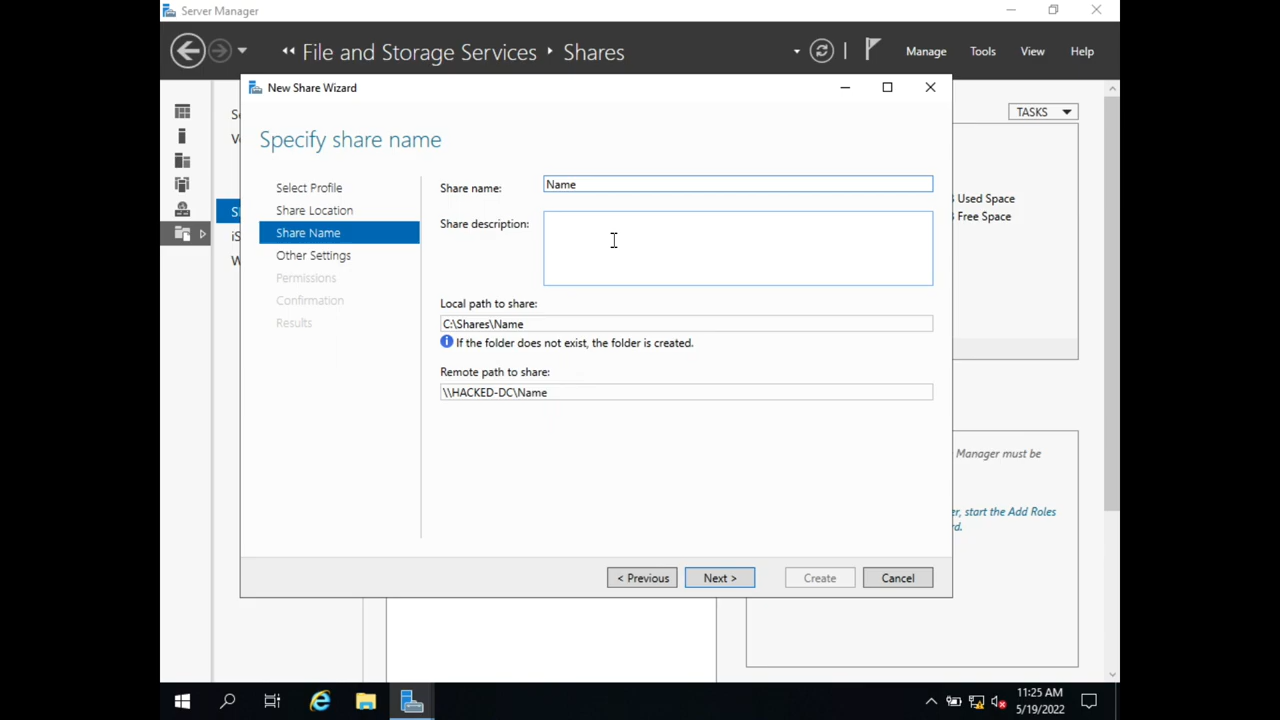 Server Manager
File and Storage Services
Shares
Manage
Tools
View
Help
New Share Wizard
TASKS
Specify share name
Select Profile
Share Location
Share Name
Other Settings
Permissions
Confirmation
Results
Share name:
Name
Share description:
Local path to share:
C:\Shares\Name
If the folder does not exist, the folder is created.
Remote path to share:
\\HACKED-DC\Name
Used Space
Free Space
Manager must be
start the Add Roles
< Previous
Next >
Create
Cancel
11:25 AM
5/19/2022